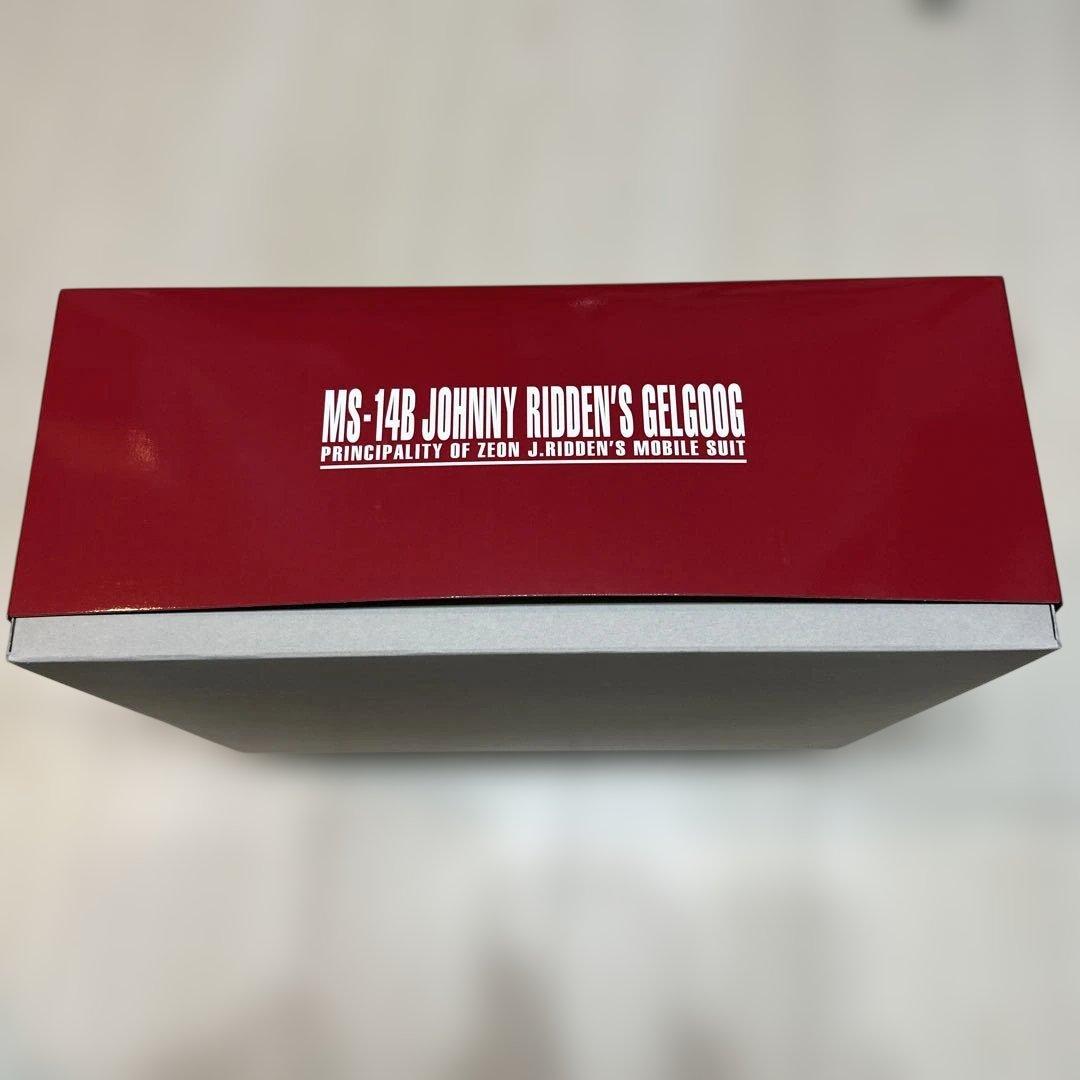 MS-14B JOHNNY RIDDEN'S GELGOOG
PRINCIPALITY OF ZEON J.RIDDEN'S MOBILE SUIT